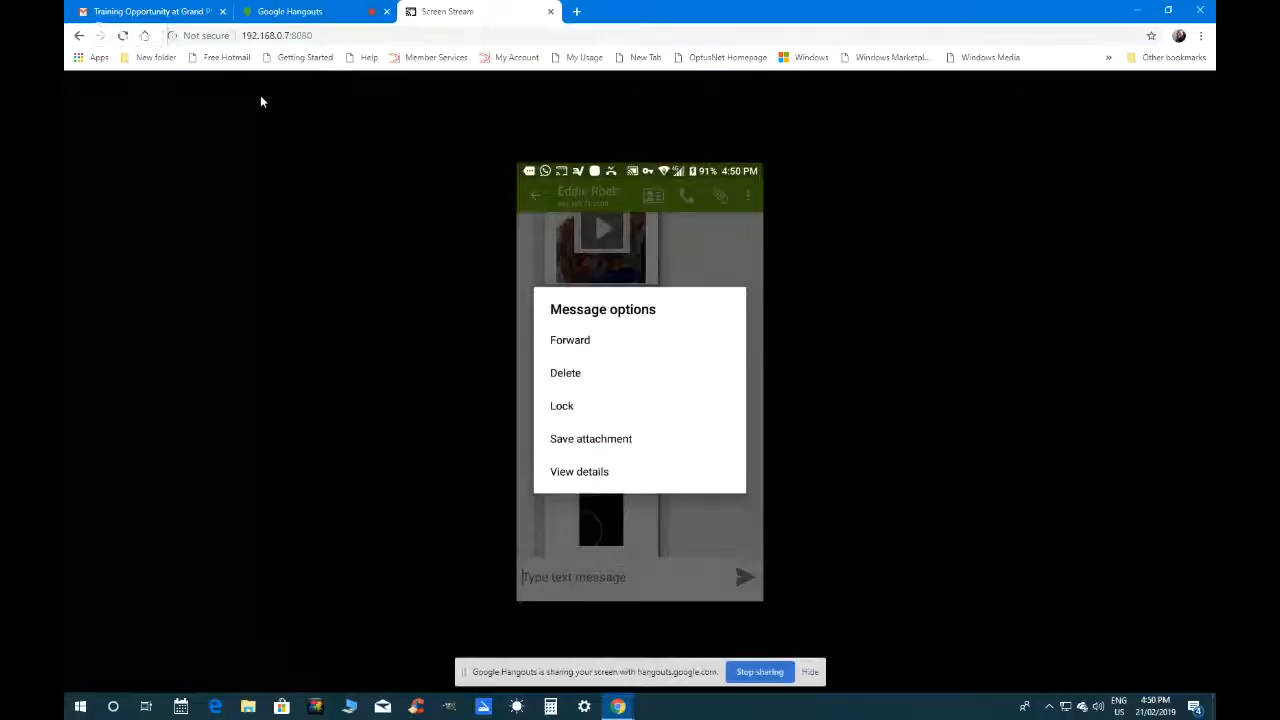 Training Opportunity at Grand P
Google Hangouts
Screen Stream
Not secure
192.168.0.7:8080
Apps
New folder
Free Hotmail
Getting Started
Help
Member Services
My Account
My Usage
New Tab
OptusNet Homepage
Windows
Windows Marketpl...
Windows Media
»
Other bookmarks
91% 4:50 PM
Message options
Forward
Delete
Lock
Save attachment
View details
Type text message
Google Hangouts is sharing your screen with hangouts.google.com.
Stop sharing
Hide
ENG
US
4:50 PM
21/02/2019